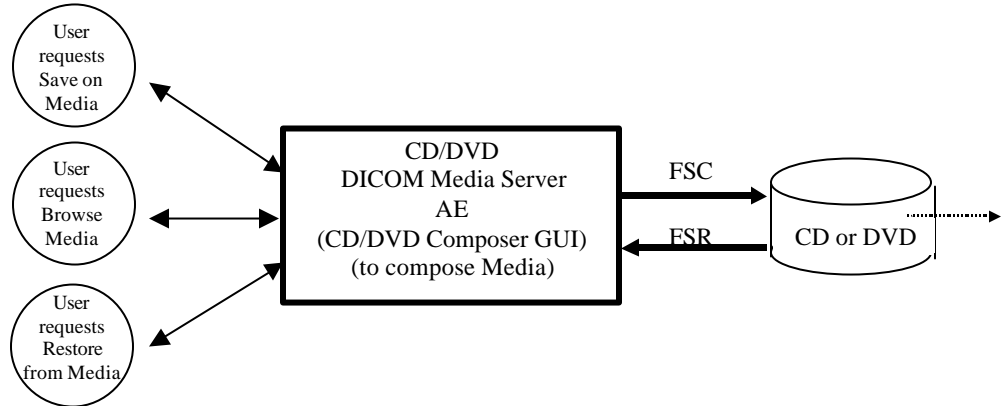 User
requests
Save on
Media
User
requests
Browse
Media
User
requests
Restore
from Media
CD/DVD
DICOM Media Server
AE
(CD/DVD Composer GUI)
(to compose Media)
FSC
FSR
CD or DVD